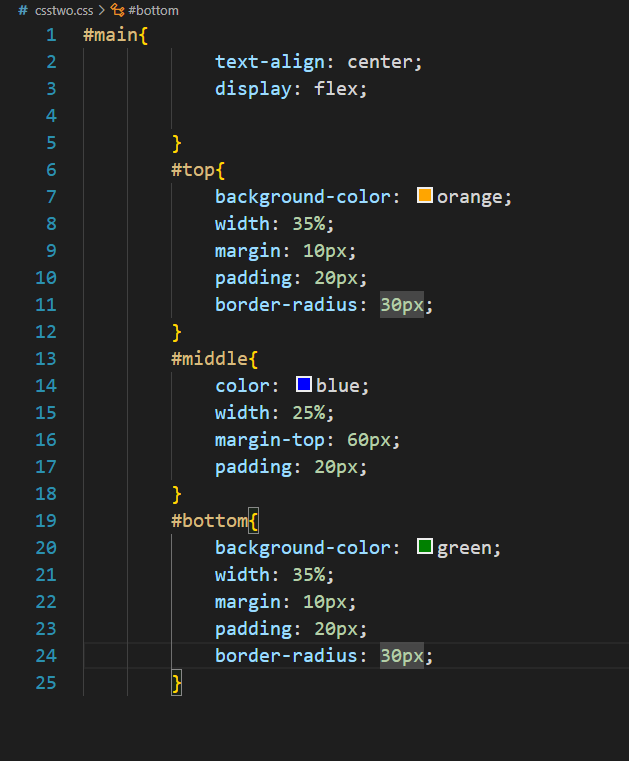 # csstwo.css > #bottom
1 #main{
2 text-align: center;
3 display: flex;
4
5 }
6 #top{
7 background-color: orange;
8 width: 35%;
9 margin: 10px;
10 padding: 20px;
11 border-radius: 30px;
12 }
13 #middle{
14 color: blue;
15 width: 25%;
16 margin-top: 60px;
17 padding: 20px;
18 }
19 #bottom{
20 background-color: green;
21 width: 35%;
22 margin: 10px;
23 padding: 20px;
24 border-radius: 30px;
25 }